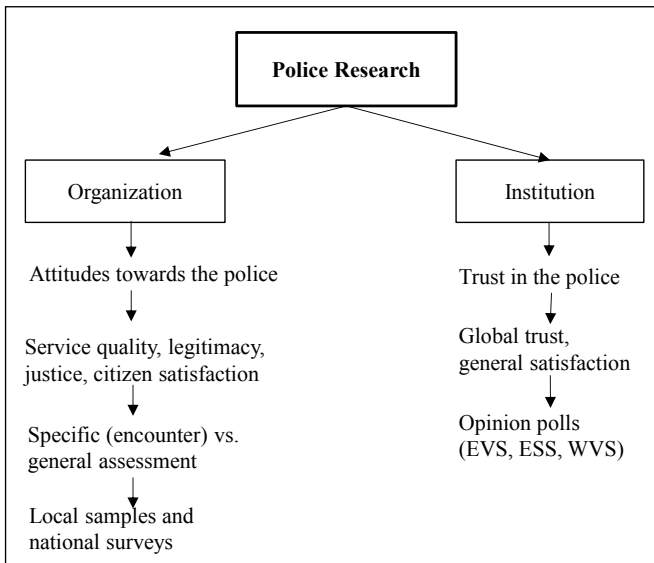 Police Research
Organization
Institution
Attitudes towards the police
Trust in the police
Service quality, legitimacy,
justice, citizen satisfaction
Global trust,
general satisfaction
Specific (encounter) vs.
general assessment
Opinion polls
(EVS, ESS, WVS)
Local samples and
national surveys